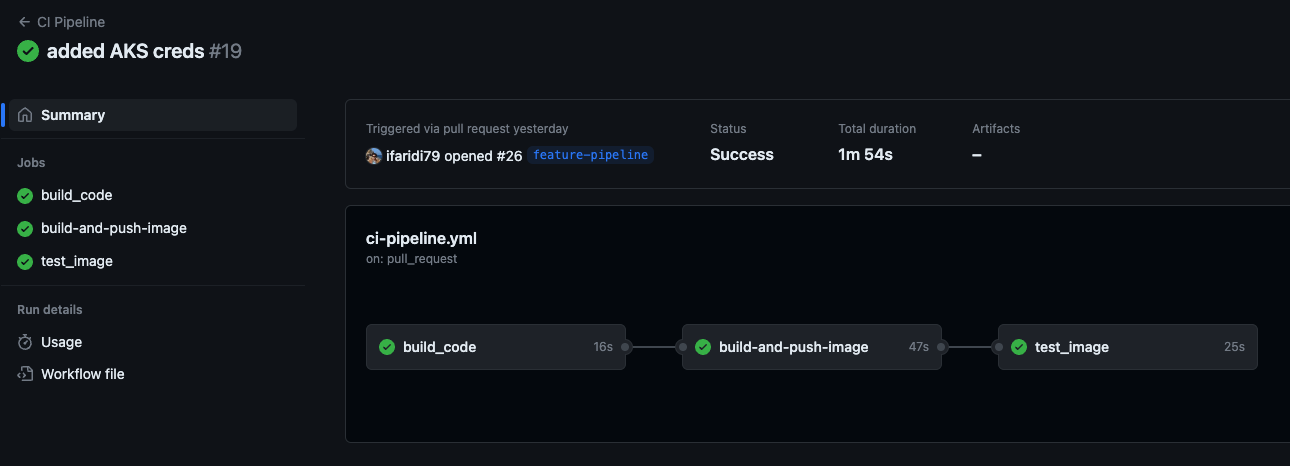 ← CI Pipeline
added AKS creds #19
Summary
Jobs
build_code
build-and-push-image
test_image
Run details
Usage
Workflow file
Triggered via pull request yesterday
ifaridi79 opened #26 feature-pipeline
Status
Success
Total duration
1m 54s
Artifacts
–
ci-pipeline.yml
on: pull_request
build_code 16s
build-and-push-image 47s
test_image 25s